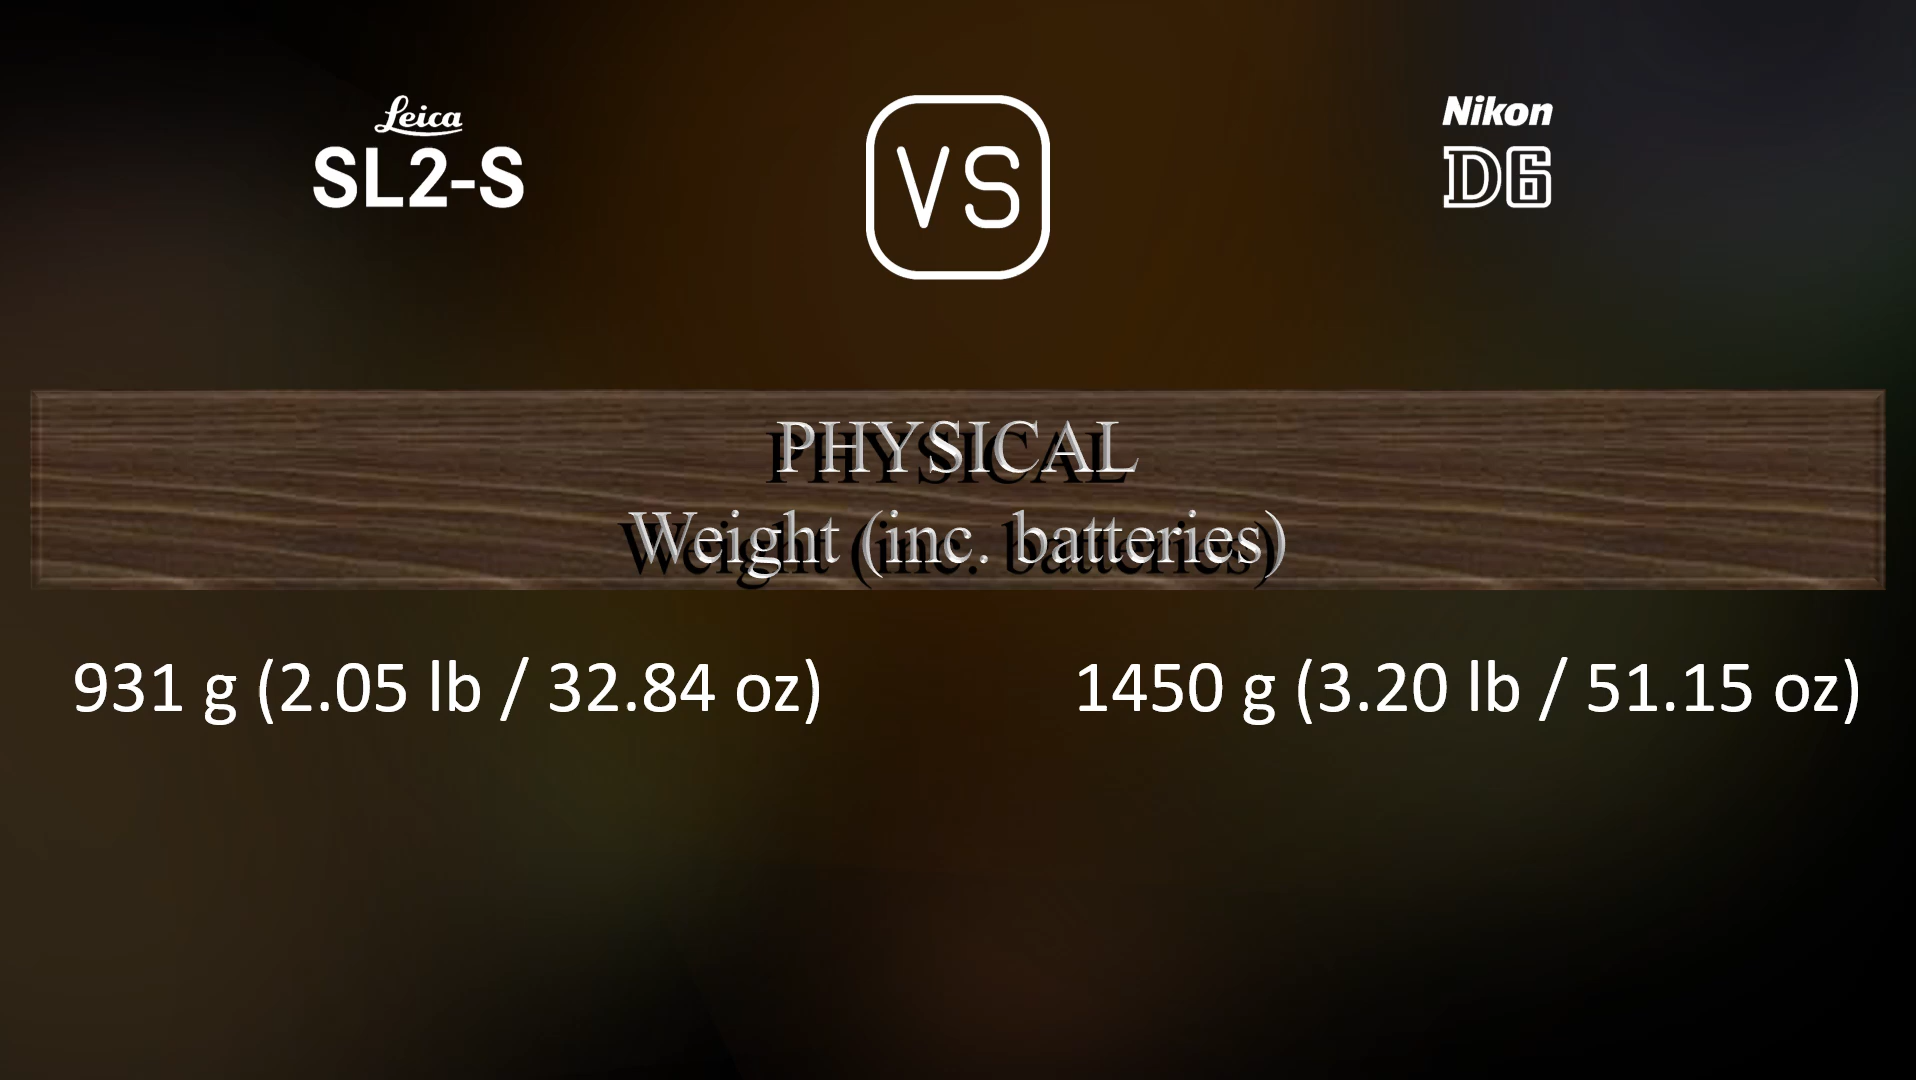 Leica
SL2-S
VS
Nikon
D6
PHYSICAL
Weight (inc. batteries)
931 g (2.05 lb / 32.84 oz)
1450 g (3.20 lb / 51.15 oz)